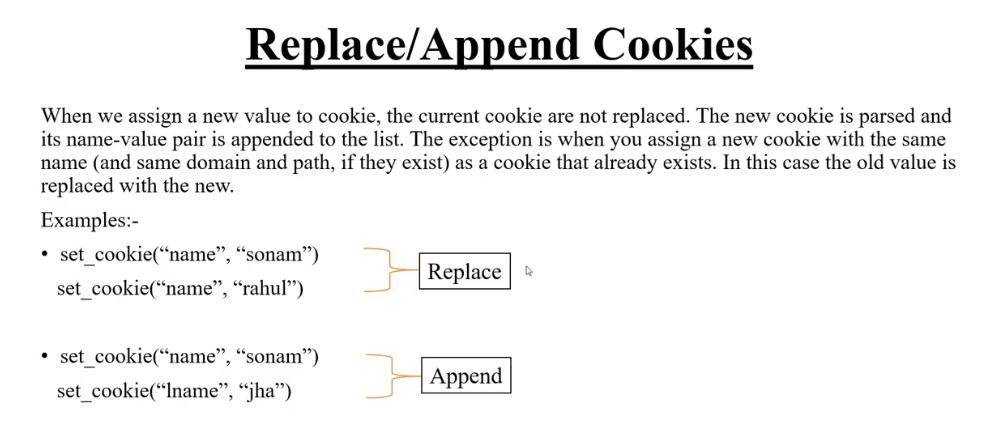 Replace/Append Cookies
When we assign a new value to cookie, the current cookie are not replaced. The new cookie is parsed and
its name-value pair is appended to the list. The exception is when you assign a new cookie with the same
name (and same domain and path, if they exist) as a cookie that already exists. In this case the old value is
replaced with the new.
Examples:-
• set_cookie(“name”, “sonam”)
Replace
set_cookie(“name”, “rahul”)
• set_cookie(“name”, “sonam”)
Append
set_cookie(“lname”, “jha”)